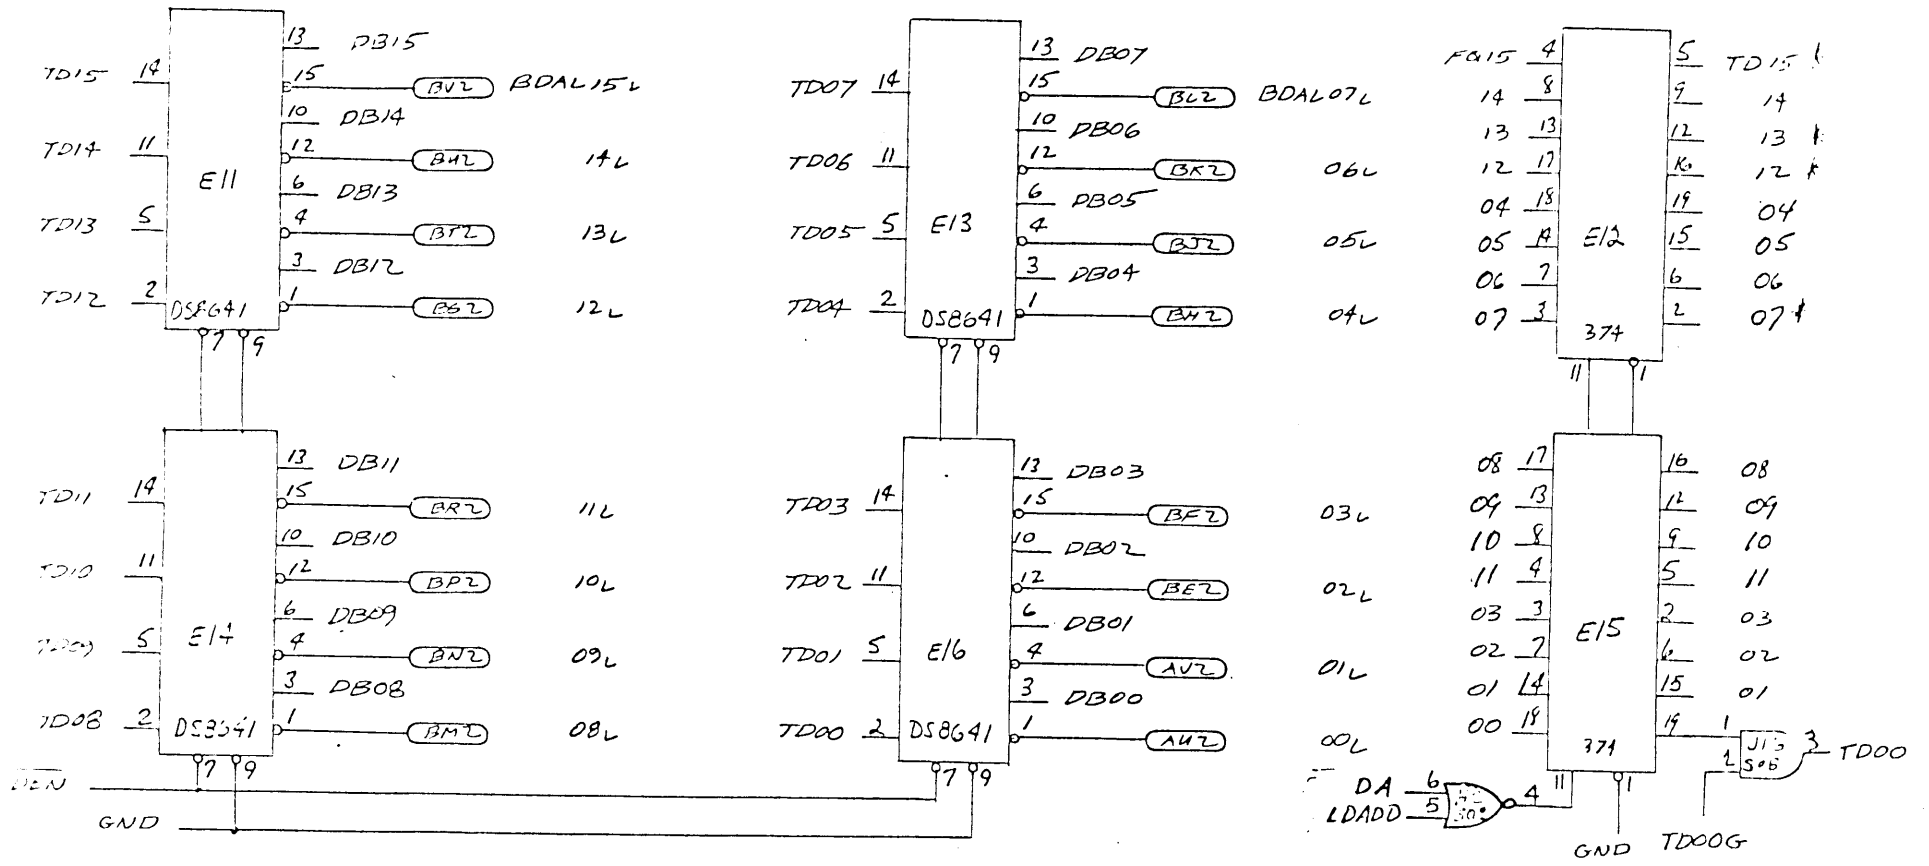 13 DB15
TD15 14
15 BV2 BDAL15L
10 DB14
TD14 11
12 BU2 14L
E11
6 DB13
TD13 5
4 BT2 13L
3 DB12
TD12 2
1 BS2 12L
DS8641
7 9
13 DB11
TD11 14
15 BR2 11L
10 DB10
TD10 11
12 BP2 10L
6 DB09
E14
TD09 5
4 BN2 09L
3 DB08
TD08 2
DS8641
1 BM2 08L
7 9
DEN
GND
13 DB07
TD07 14
15 BL2 BDAL07L
10 DB06
TD06 11
12 BK2 06L
6 DB05
TD05 5
E13
4 BJ2 05L
3 DB04
TD04 2
1 BH2 04L
DS8641
7 9
13 DB03
TD03 14
15 BF2 03L
10 DB02
TD02 11
12 BE2 02L
6 DB01
TD01 5
E16
4 AV2 01L
3 DB00
TD00 2
DS8641
1 AU2 00L
7 9
FQ15 4 5 TD15
14 8 9 14
13 13 12 13
12 17 16 12
04 18 19 04
05 14 E12 15 05
06 7 6 06
07 3 2 07
374
11 1
08 17 16 08
09 13 12 09
10 8 9 10
11 4 5 11
03 3 2 03
E15
02 7 6 02
01 14 15 01
00 18 19
374
1
2
3 TD00
DA 6
LDADD 5
4
11 1
GND
TD00G